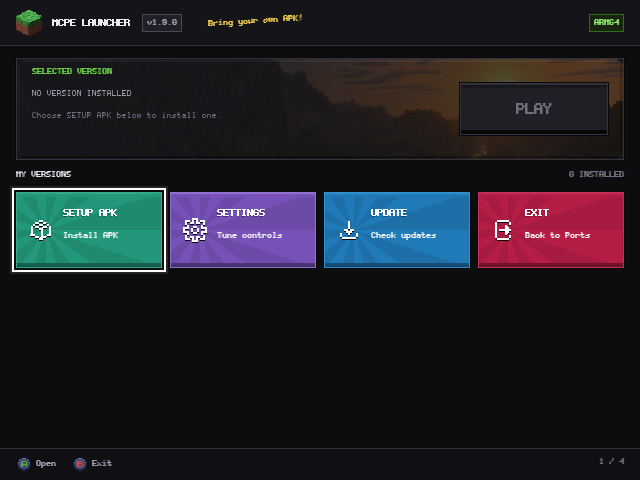 MCPE LAUNCHER
v1.9.0
Bring your own APK!
ARM64
SELECTED VERSION
NO VERSION INSTALLED
Choose SETUP APK below to install one.
PLAY
MY VERSIONS
0 INSTALLED
SETUP APK
Install APK
SETTINGS
Tune controls
UPDATE
Check updates
EXIT
Back to Ports
A Open
B Exit
1 / 4